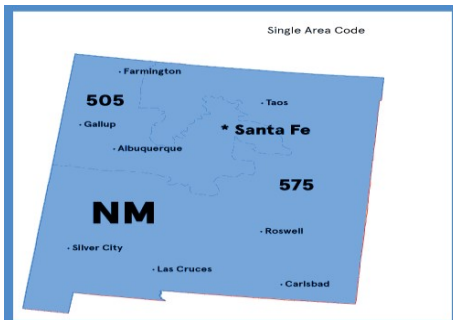 Single Area Code
Farmington
505
Taos
Gallup
* Santa Fe
Albuquerque
575
NM
Roswell
Silver City
Las Cruces
Carlsbad